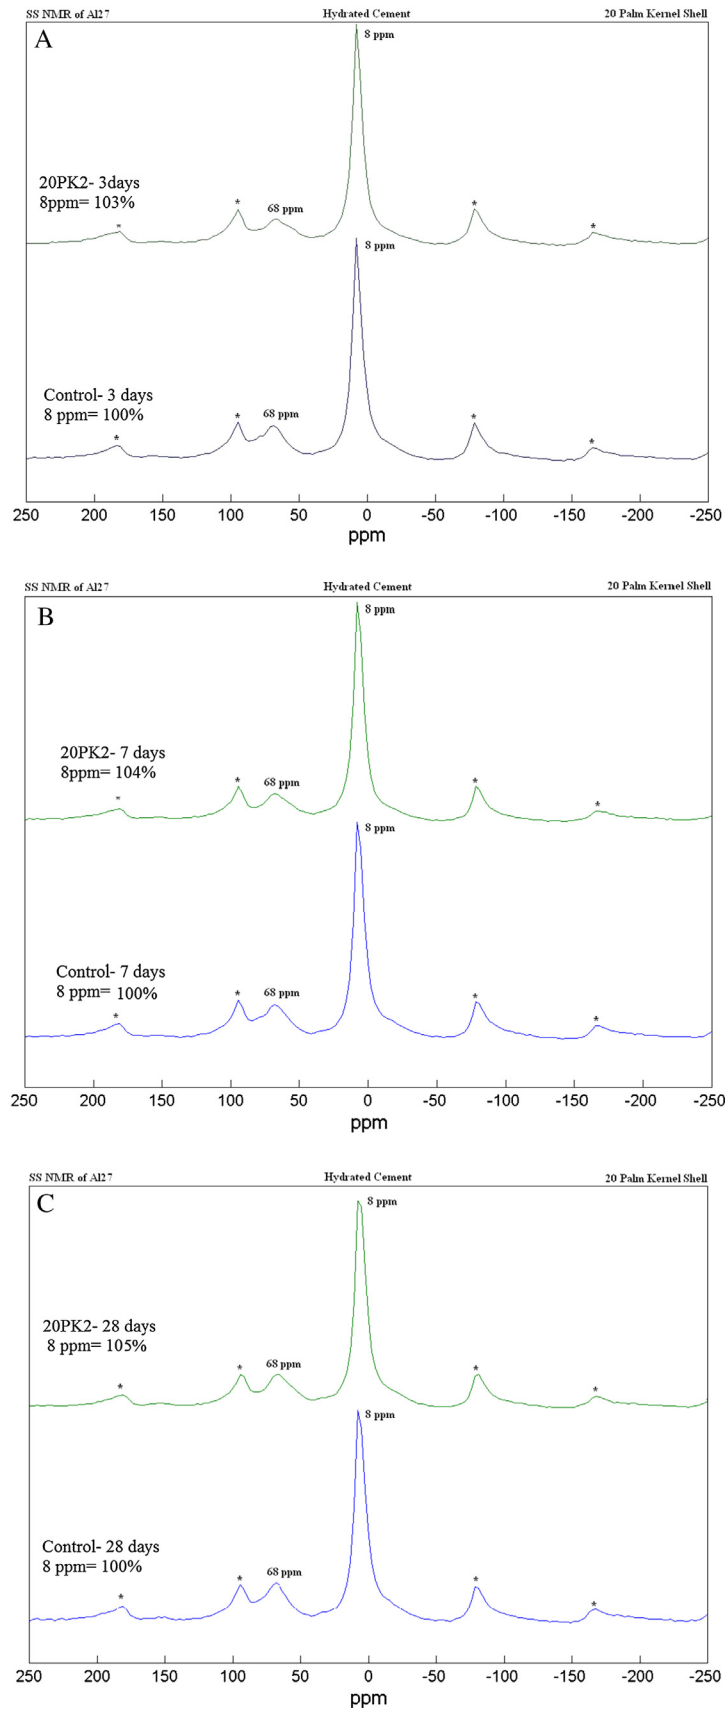 SS NMR of Al27 Hydrated Cement 20 Palm Kernel Shell
A
8 ppm
20PK2- 3days
8ppm= 103%
* * 68 ppm * *
8 ppm
Control- 3 days
8 ppm= 100%
* * 68 ppm * *
250 200 150 100 50 0 -50 -100 -150 -200 -250
ppm
SS NMR of Al27 Hydrated Cement 20 Palm Kernel Shell
B
8 ppm
20PK2- 7 days
8ppm= 104%
* * 68 ppm * *
8 ppm
Control- 7 days
8 ppm= 100%
* * 68 ppm * *
250 200 150 100 50 0 -50 -100 -150 -200 -250
ppm
SS NMR of Al27 Hydrated Cement 20 Palm Kernel Shell
C
8 ppm
20PK2- 28 days
8 ppm= 105%
* * 68 ppm * *
8 ppm
Control- 28 days
8 ppm= 100%
* * 68 ppm * *
250 200 150 100 50 0 -50 -100 -150 -200 -250
ppm